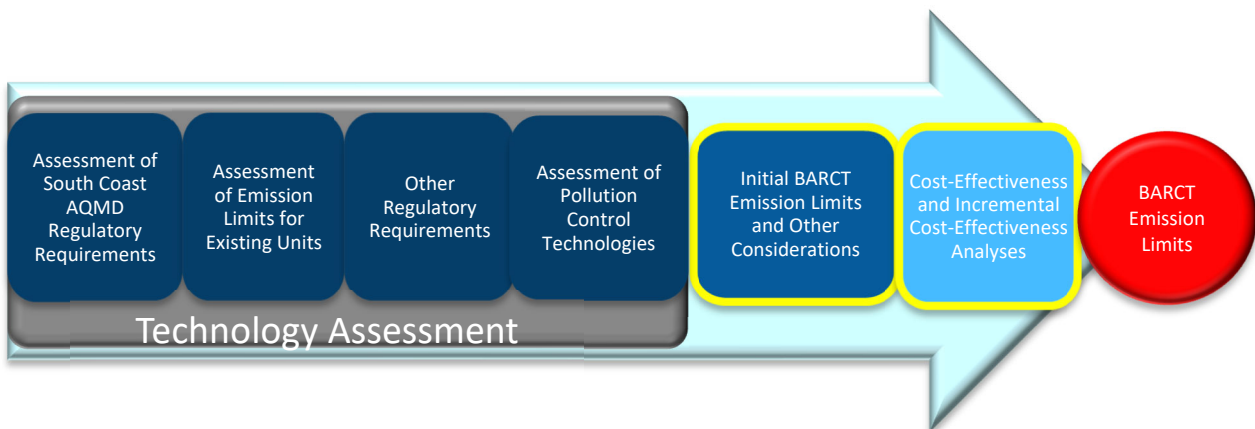 Assessment of
South Coast
AQMD
Regulatory
Requirements
Assessment
of Emission
Limits for
Existing Units
Other
Regulatory
Requirements
Assessment of
Pollution
Control
Technologies
Initial BARCT
Emission Limits
and Other
Considerations
Cost-Effectiveness
and Incremental
Cost-Effectiveness
Analyses
BARCT
Emission
Limits
Technology Assessment